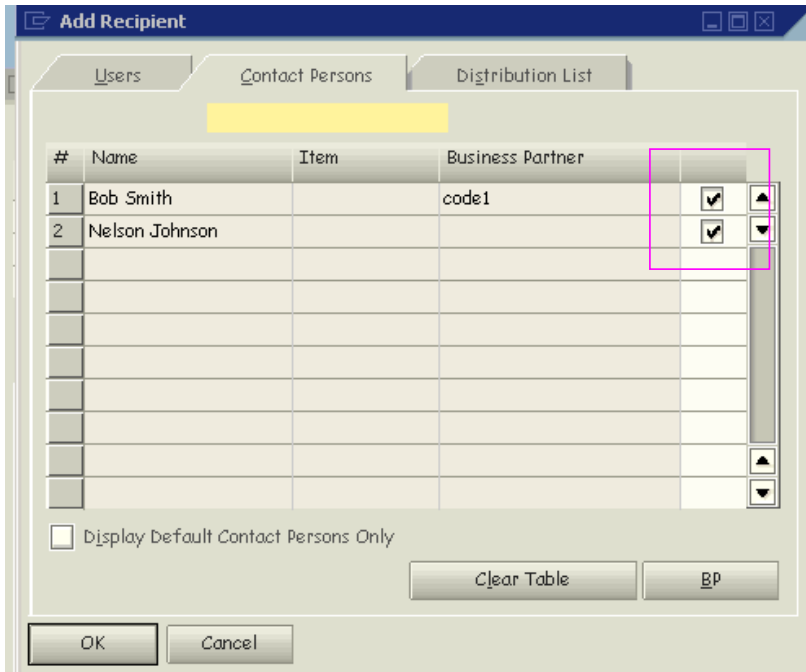 Add Recipient
Users Contact Persons Distribution List
# Name Item Business Partner
1 Bob Smith code1
2 Nelson Johnson
Display Default Contact Persons Only
Clear Table BP
OK Cancel